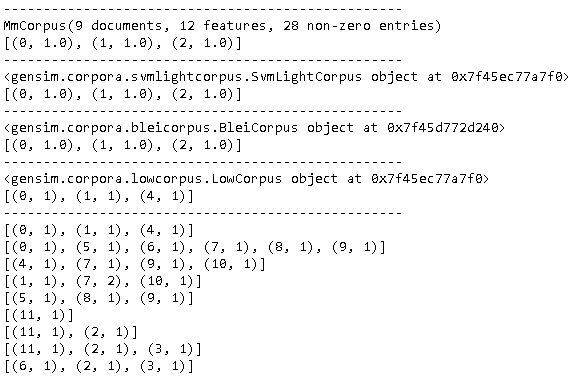 --------------------------------------------------
MmCorpus(9 documents, 12 features, 28 non-zero entries)
[(0, 1.0), (1, 1.0), (2, 1.0)]
--------------------------------------------------
<gensim.corpora.svmlightcorpus.SvmLightCorpus object at 0x7f45ec77a7f0>
[(0, 1.0), (1, 1.0), (2, 1.0)]
--------------------------------------------------
<gensim.corpora.bleicorpus.BleiCorpus object at 0x7f45d772d240>
[(0, 1.0), (1, 1.0), (2, 1.0)]
--------------------------------------------------
<gensim.corpora.lowcorpus.LowCorpus object at 0x7f45ec77a7f0>
[(0, 1), (1, 1), (4, 1)]
--------------------------------------------------
[(0, 1), (1, 1), (4, 1)]
[(0, 1), (5, 1), (6, 1), (7, 1), (8, 1), (9, 1)]
[(4, 1), (7, 1), (9, 1), (10, 1)]
[(1, 1), (7, 2), (10, 1)]
[(5, 1), (8, 1), (9, 1)]
[(11, 1)]
[(11, 1), (2, 1)]
[(11, 1), (2, 1), (3, 1)]
[(6, 1), (2, 1), (3, 1)]